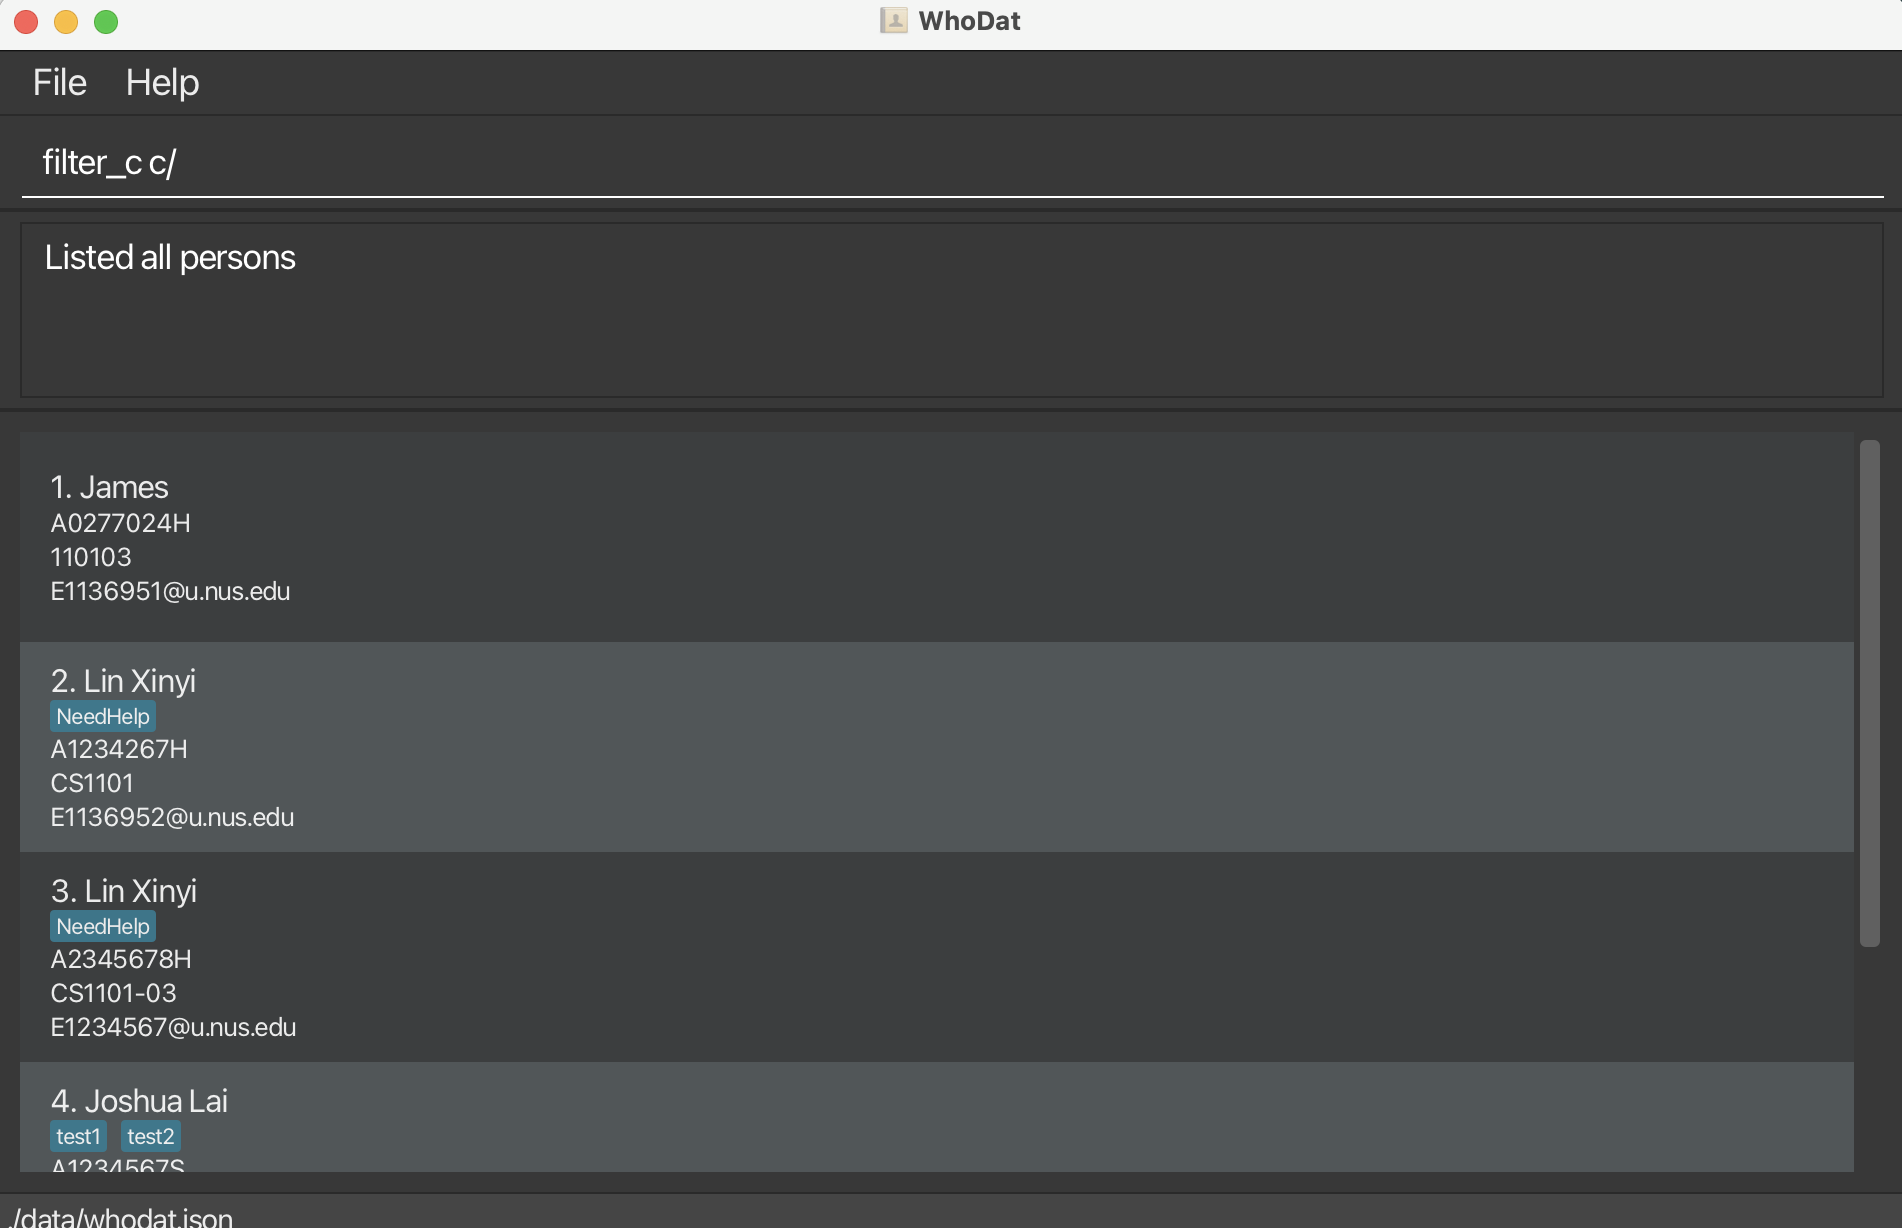 WhoDat
File Help
filter_c c/
Listed all persons
1. James
A0277024H
110103
E1136951@u.nus.edu
2. Lin Xinyi
NeedHelp
A1234267H
CS1101
E1136952@u.nus.edu
3. Lin Xinyi
NeedHelp
A2345678H
CS1101-03
E1234567@u.nus.edu
4. Joshua Lai
test1 test2
A1234567S
./data/whodat.json